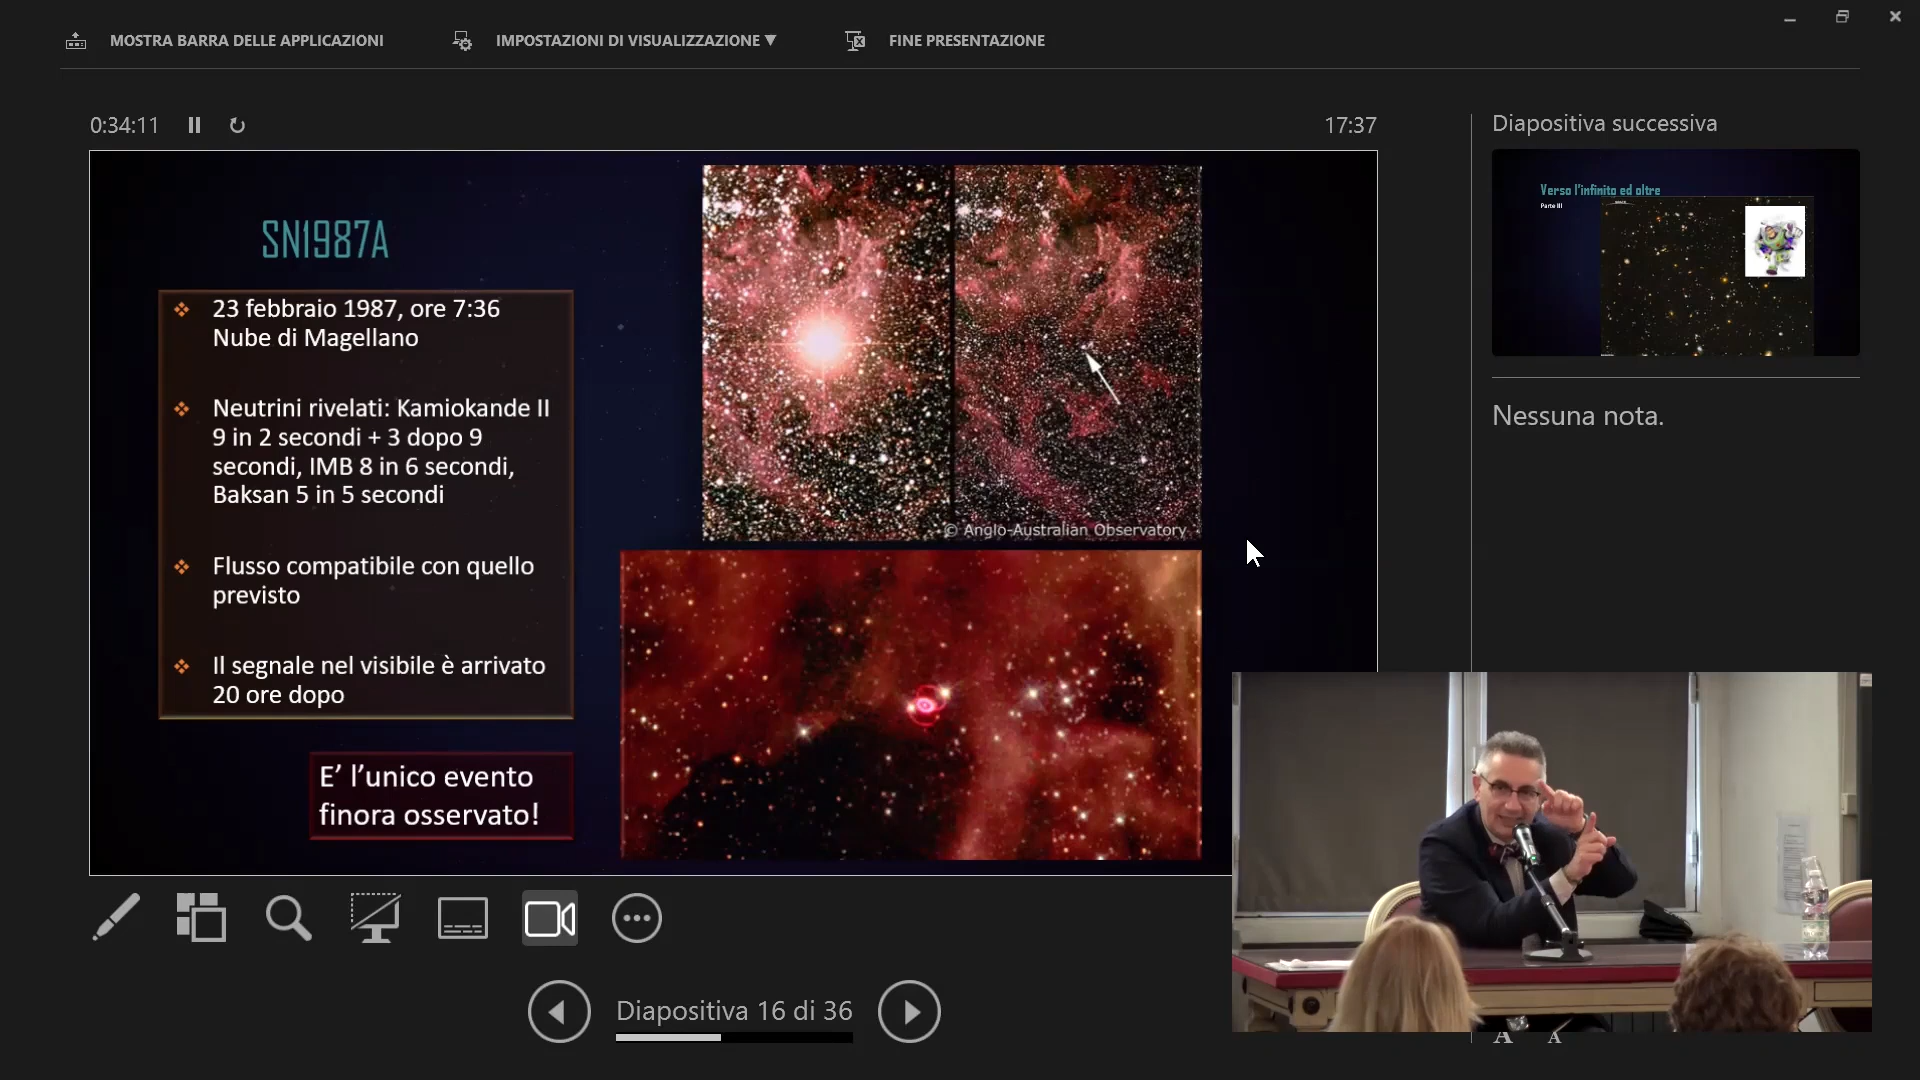 MOSTRA BARRA DELLE APPLICAZIONI
IMPOSTAZIONI DI VISUALIZZAZIONE ▼
FINE PRESENTAZIONE
0:34:11
17:37
Diapositiva successiva
SN1987A
23 febbraio 1987, ore 7:36
Nube di Magellano
Neutrini rivelati: Kamiokande II
9 in 2 secondi + 3 dopo 9
secondi, IMB 8 in 6 secondi,
Baksan 5 in 5 secondi
Flusso compatibile con quello
previsto
Il segnale nel visibile è arrivato
20 ore dopo
E' l'unico evento
finora osservato!
© Anglo-Australian Observatory
Verso l'infinito ed oltre
Parte III
Nessuna nota.
Diapositiva 16 di 36
A A